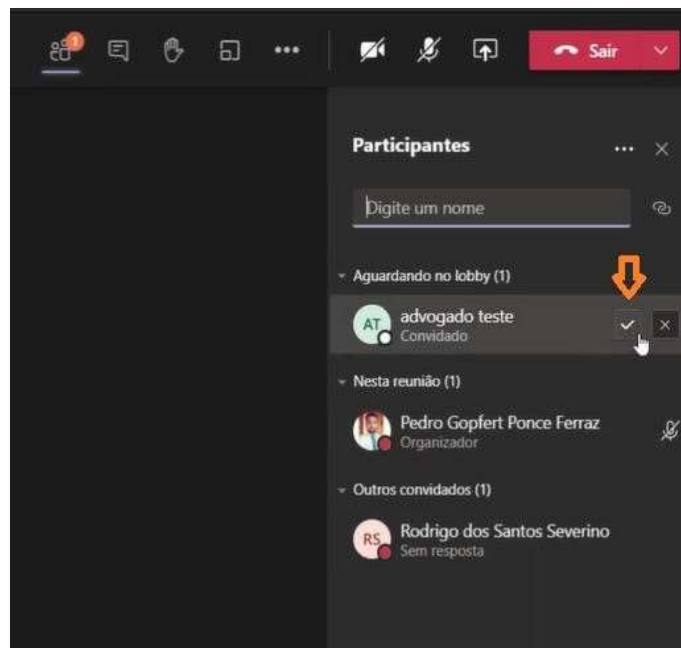 1
Sair
Participantes
Digite um nome
Aguardando no lobby (1)
AT
advogado teste
Convidado
Nesta reunião (1)
Pedro Gopfert Ponce Ferraz
Organizador
Outros convidados (1)
RS
Rodrigo dos Santos Severino
Sem resposta